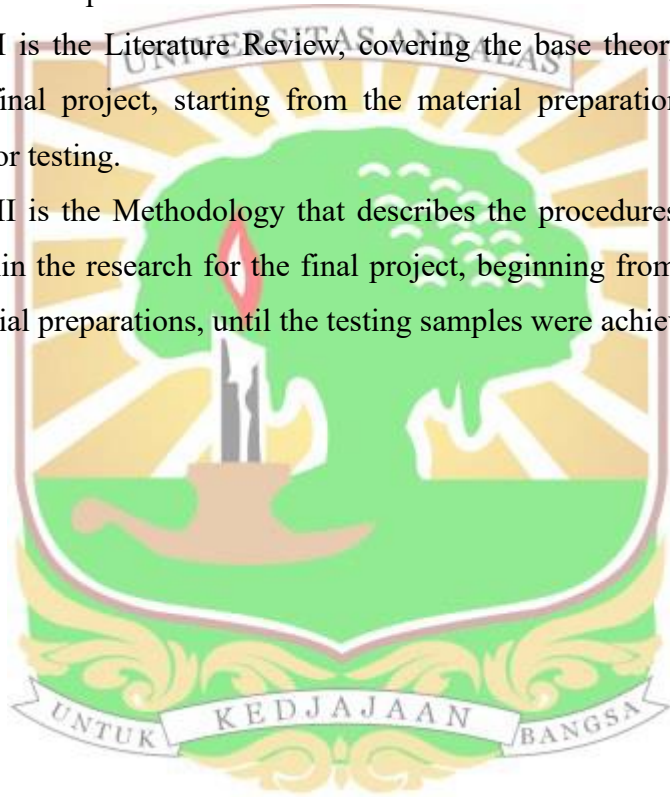 UNIVERSITAS ANDALAS
I is the Literature Review, covering the base theor
final project, starting from the material preparation
or testing.
II is the Methodology that describes the procedures
in the research for the final project, beginning from
ial preparations, until the testing samples were achie
UNTUK KEDJAJAAN BANGSA